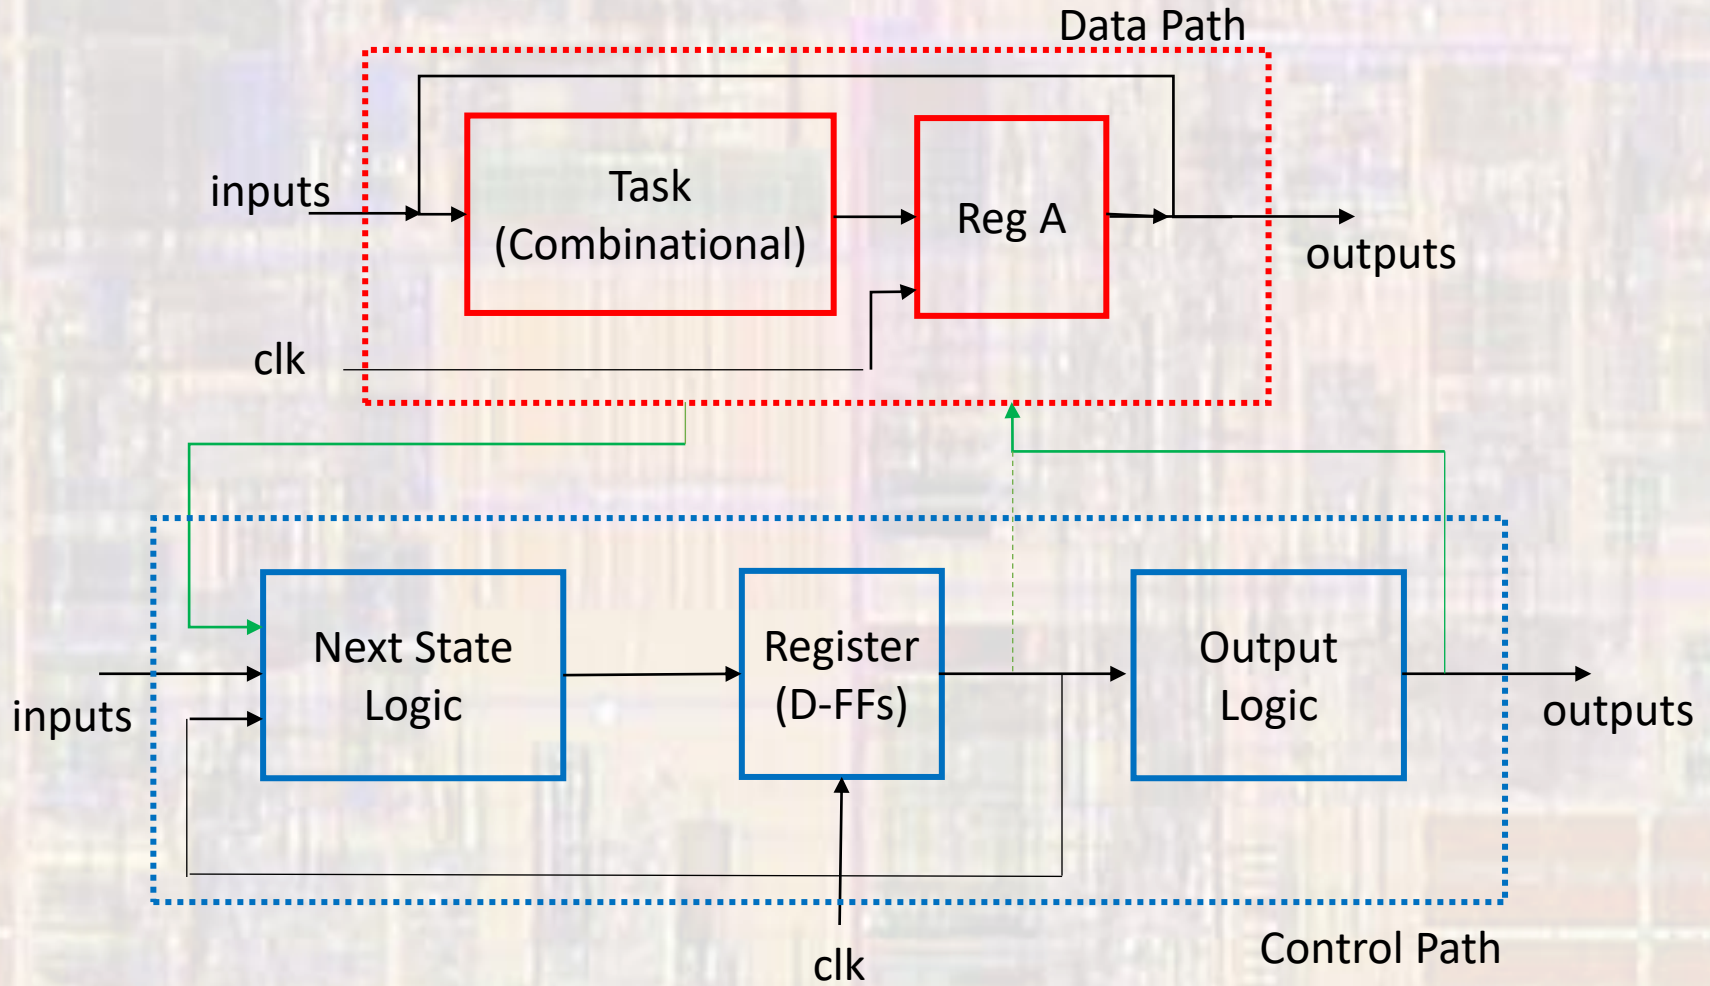 Data Path
inputs
Task
(Combinational)
Reg A
outputs
clk
Next State
Logic
Register
(D-FFs)
Output
Logic
inputs
outputs
clk
Control Path